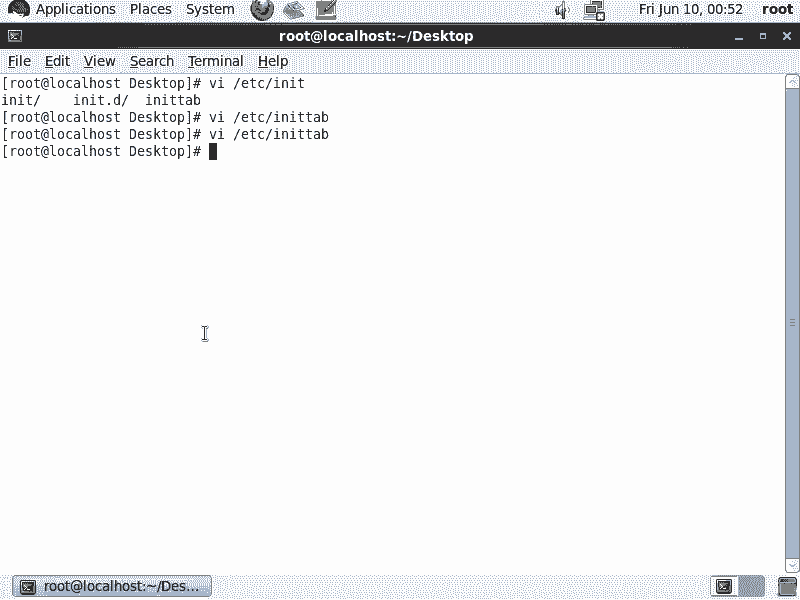 Applications Places System Fri Jun 10, 00:52 root
root@localhost:~/Desktop
File Edit View Search Terminal Help
[root@localhost Desktop]# vi /etc/init
init/    init.d/  inittab
[root@localhost Desktop]# vi /etc/inittab
[root@localhost Desktop]# vi /etc/inittab
[root@localhost Desktop]#
root@localhost:~/Des...